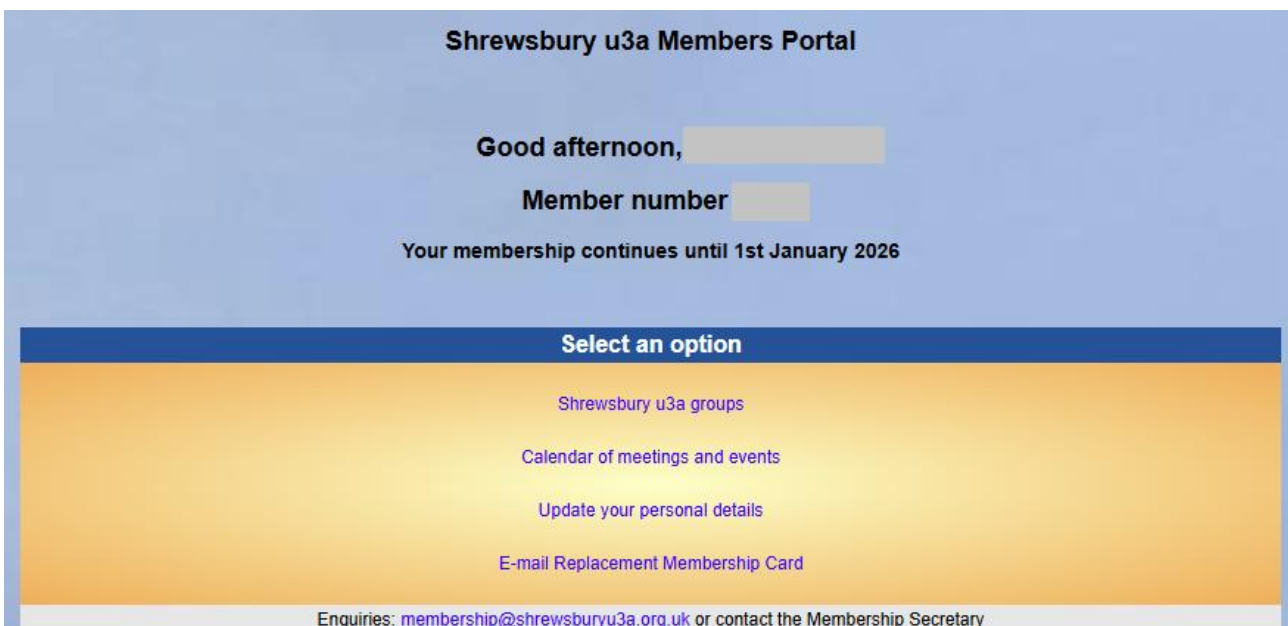 Shrewsbury u3a Members Portal
Good afternoon,
Member number
Your membership continues until 1st January 2026
Select an option
Shrewsbury u3a groups
Calendar of meetings and events
Update your personal details
E-mail Replacement Membership Card
Enquiries: membership@shrewsburyu3a.org.uk or contact the Membership Secretary